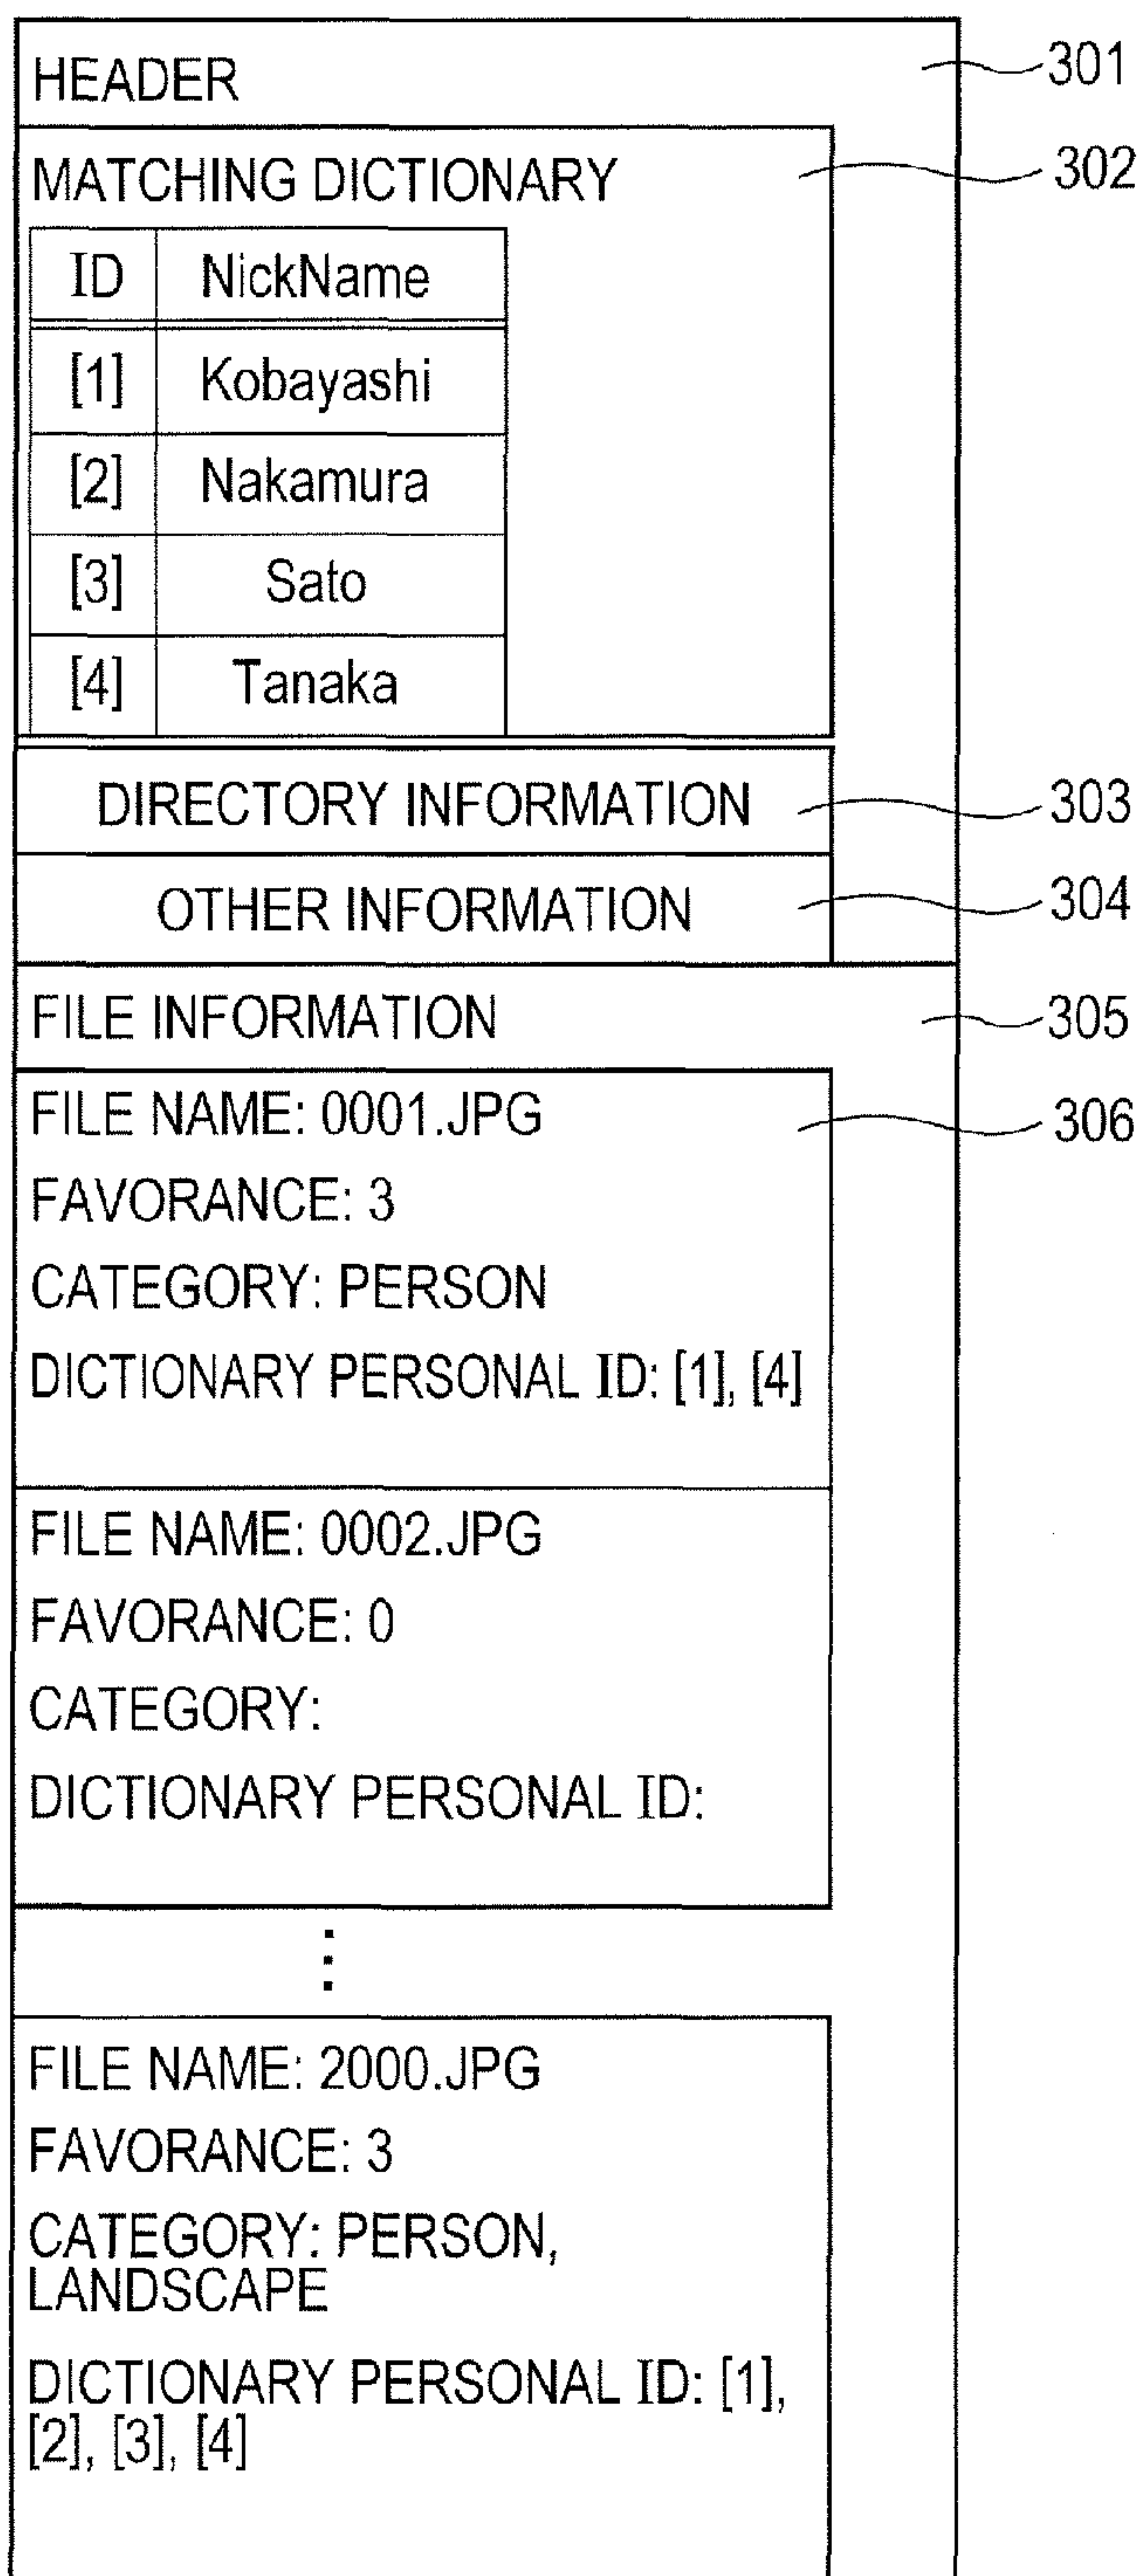 HEADER
301
MATCHING DICTIONARY
302
ID NickName
[1] Kobayashi
[2] Nakamura
[3] Sato
[4] Tanaka
DIRECTORY INFORMATION
303
OTHER INFORMATION
304
FILE INFORMATION
305
FILE NAME: 0001.JPG
306
FAVORANCE: 3
CATEGORY: PERSON
DICTIONARY PERSONAL ID: [1], [4]
FILE NAME: 0002.JPG
FAVORANCE: 0
CATEGORY:
DICTIONARY PERSONAL ID:
FILE NAME: 2000.JPG
FAVORANCE: 3
CATEGORY: PERSON,
LANDSCAPE
DICTIONARY PERSONAL ID: [1],
[2], [3], [4]